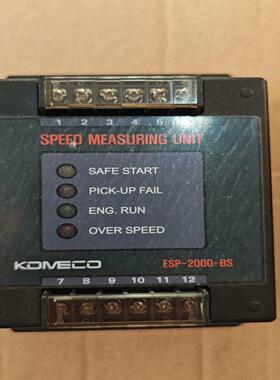 1 2 3 4 5
SPEED MEASURING UNIT
SAFE START
PICK-UP FAIL
ENG. RUN
OVER SPEED
KOMECO
ESP-2000-BS
7 8 9 10 11 12